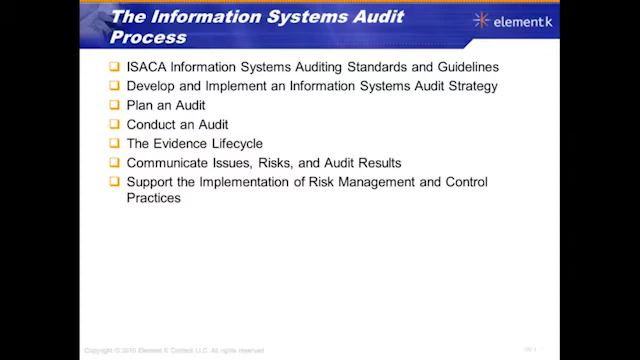 The Information Systems Audit
Process
element k
ISACA Information Systems Auditing Standards and Guidelines
Develop and Implement an Information Systems Audit Strategy
Plan an Audit
Conduct an Audit
The Evidence Lifecycle
Communicate Issues, Risks, and Audit Results
Support the Implementation of Risk Management and Control
Practices
Copyright © 2010 Element K Content LLC. All rights reserved